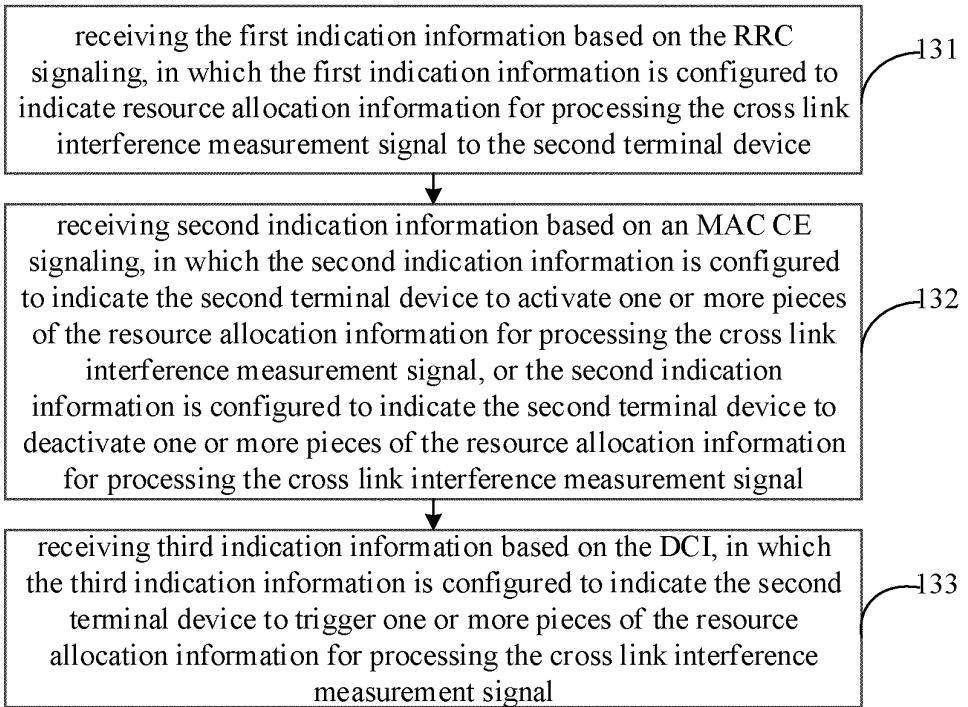 receiving the first indication information based on the RRC
signaling, in which the first indication information is configured to
indicate resource allocation information for processing the cross link
interference measurement signal to the second terminal device
131
receiving second indication information based on an MAC CE
signaling, in which the second indication information is configured
to indicate the second terminal device to activate one or more pieces
of the resource allocation information for processing the cross link
interference measurement signal, or the second indication
information is configured to indicate the second terminal device to
deactivate one or more pieces of the resource allocation information
for processing the cross link interference measurement signal
132
receiving third indication information based on the DCI, in which
the third indication information is configured to indicate the second
terminal device to trigger one or more pieces of the resource
allocation information for processing the cross link interference
measurement signal
133